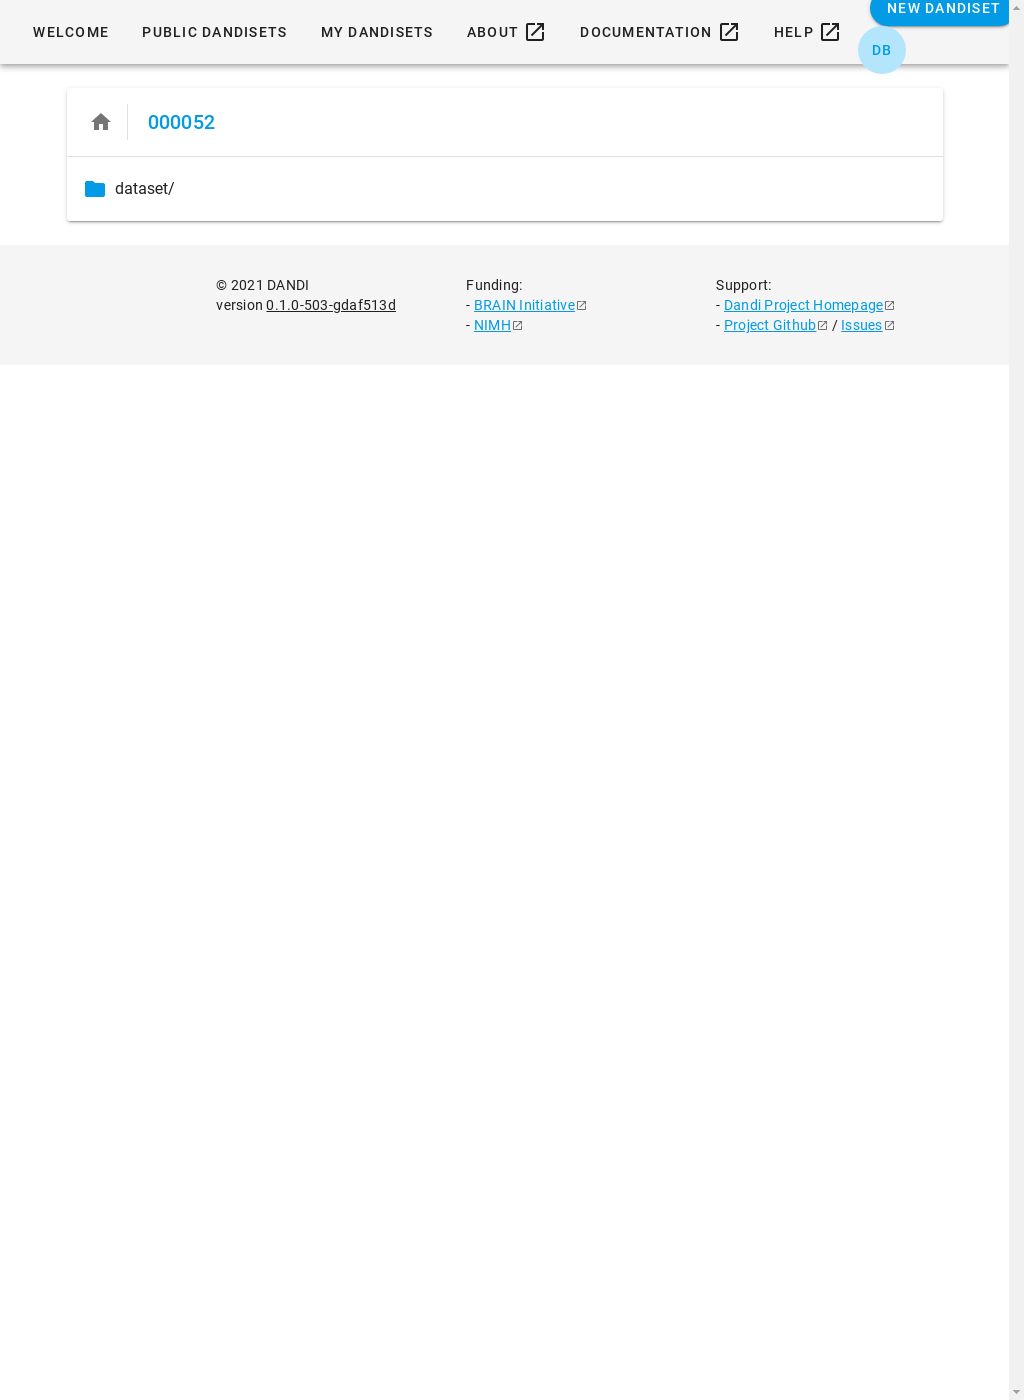 WELCOME PUBLIC DANDISETS MY DANDISETS ABOUT DOCUMENTATION HELP NEW DANDISET
DB
000052
dataset/
© 2021 DANDI
version 0.1.0-503-gdaf513d
Funding:
- BRAIN Initiative
- NIMH
Support:
- Dandi Project Homepage
- Project Github / Issues